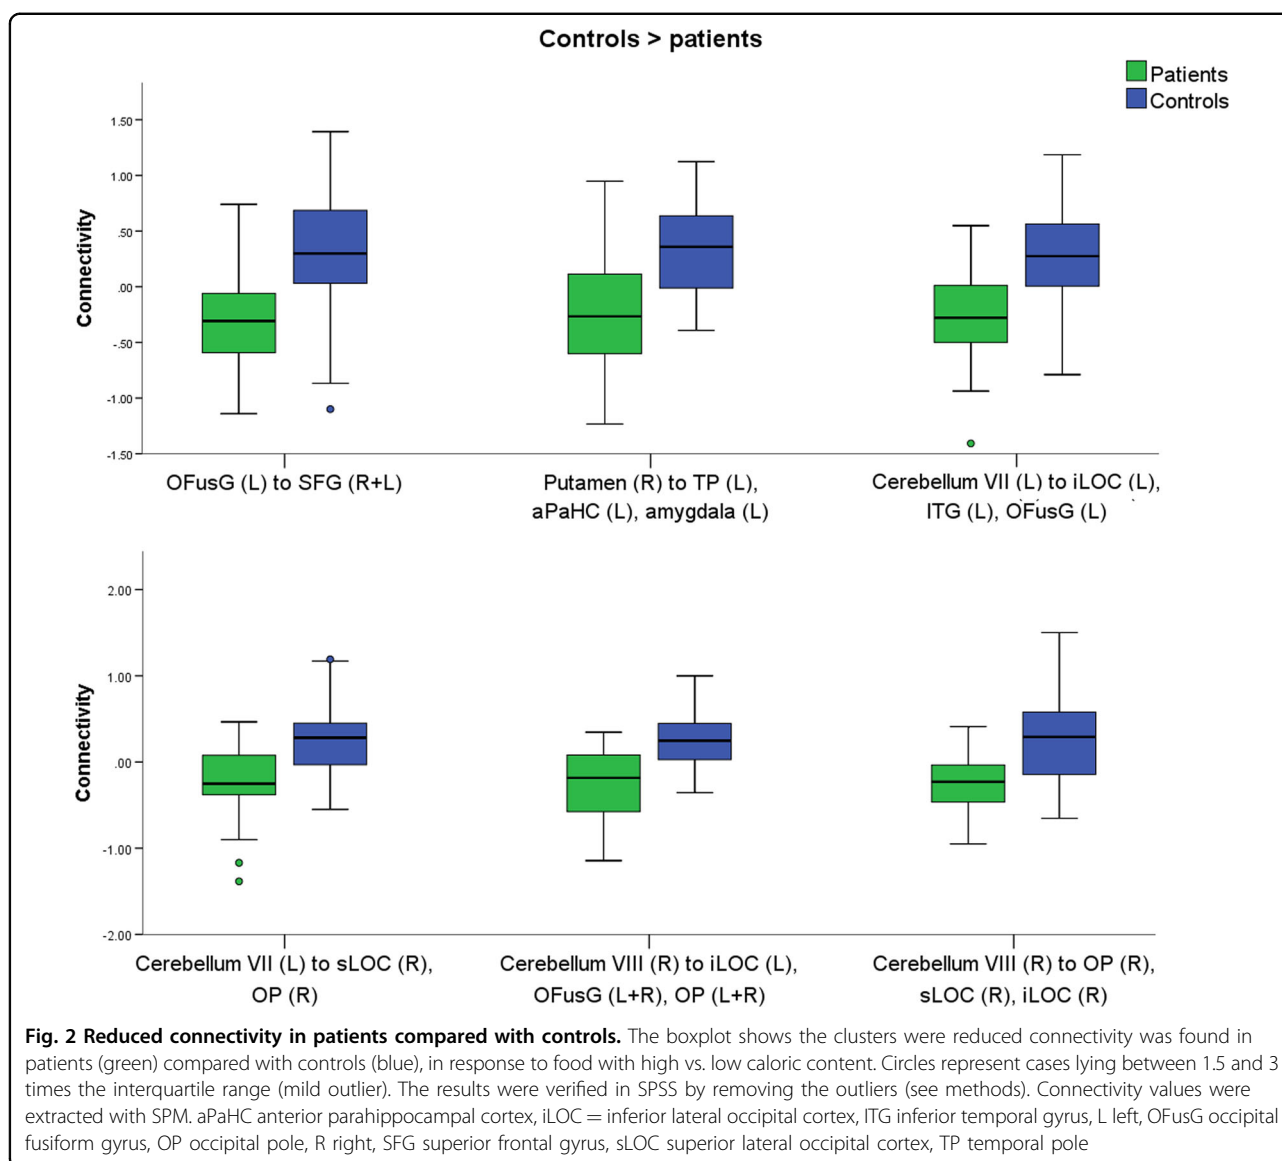 Controls > patients
Patients
Controls
Connectivity
1.50
1.00
.50
.00
-.50
-1.00
-1.50
OFusG (L) to SFG (R+L)
Putamen (R) to TP (L),
aPaHC (L), amygdala (L)
Cerebellum VII (L) to iLOC (L),
ITG (L), OFusG (L)
Connectivity
2.00
1.00
.00
-1.00
-2.00
Cerebellum VII (L) to sLOC (R),
OP (R)
Cerebellum VIII (R) to iLOC (L),
OFusG (L+R), OP (L+R)
Cerebellum VIII (R) to OP (R),
sLOC (R), iLOC (R)
Fig. 2 Reduced connectivity in patients compared with controls. The boxplot shows the clusters were reduced connectivity was found in
patients (green) compared with controls (blue), in response to food with high vs. low caloric content. Circles represent cases lying between 1.5 and 3
times the interquartile range (mild outlier). The results were verified in SPSS by removing the outliers (see methods). Connectivity values were
extracted with SPM. aPaHC anterior parahippocampal cortex, iLOC = inferior lateral occipital cortex, ITG inferior temporal gyrus, L left, OFusG occipital
fusiform gyrus, OP occipital pole, R right, SFG superior frontal gyrus, sLOC superior lateral occipital cortex, TP temporal pole